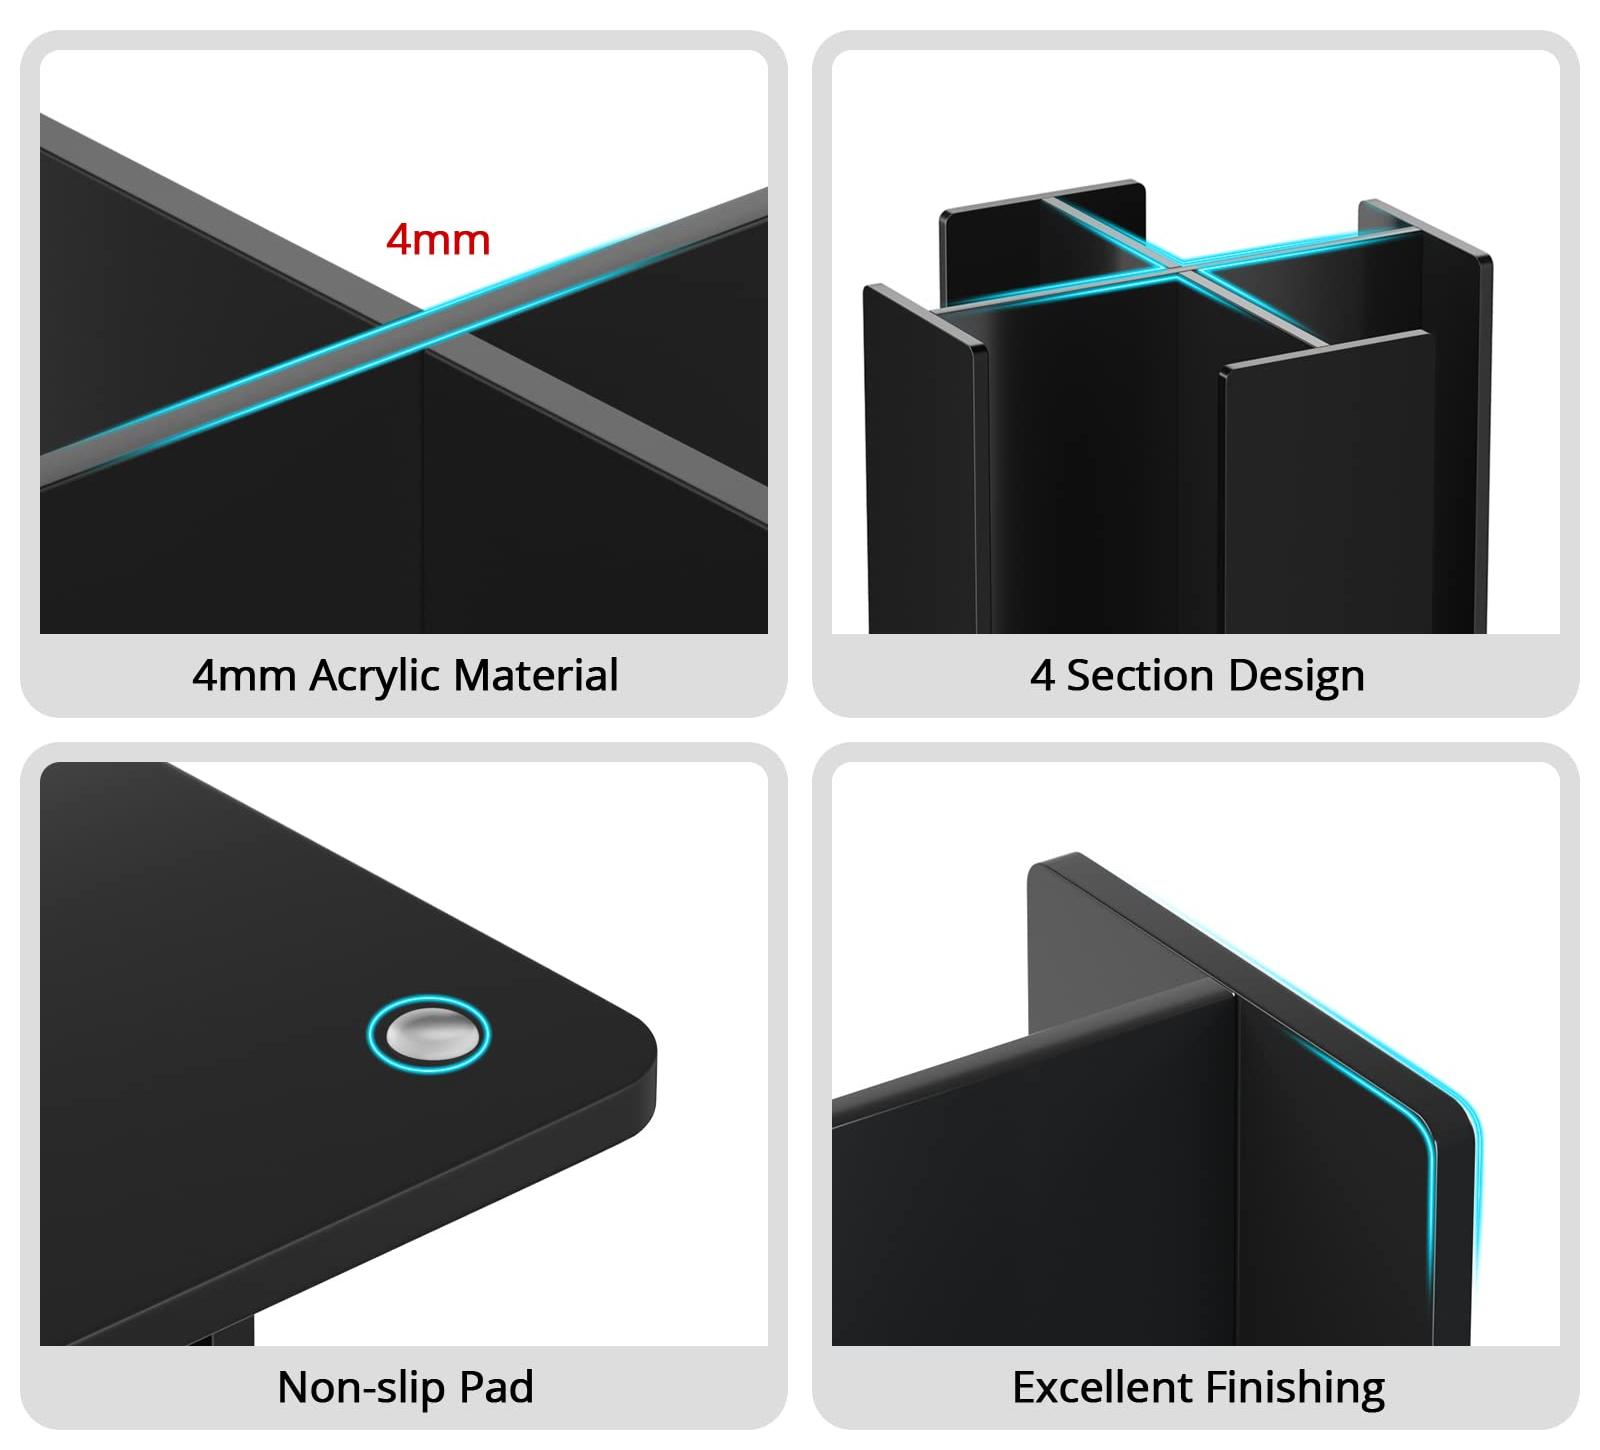 4mm
4mm Acrylic Material
4 Section Design
Non-slip Pad
Excellent Finishing